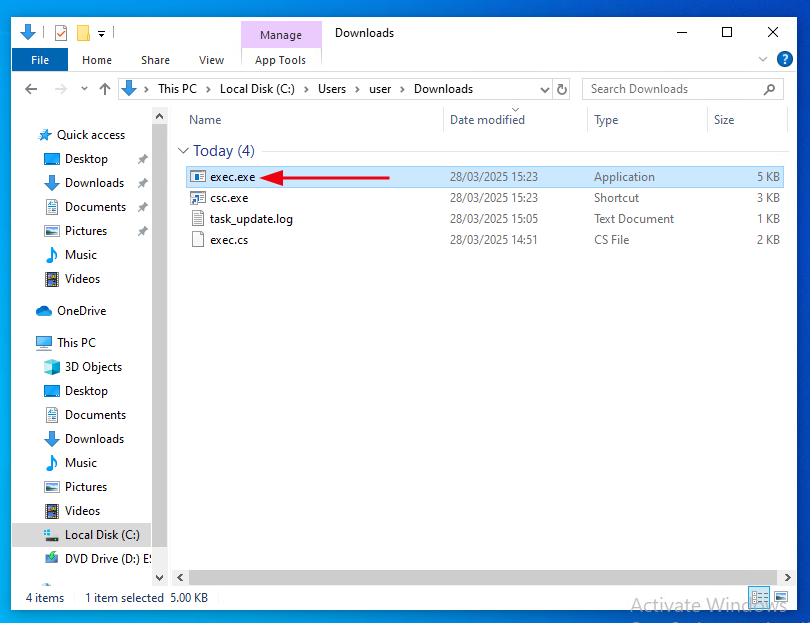 Manage
Downloads
File
Home
Share
View
App Tools
This PC
Local Disk (C:)
Users
user
Downloads
Search Downloads
Name
Date modified
Type
Size
Quick access
Desktop
Downloads
Documents
Pictures
Music
Videos
OneDrive
This PC
3D Objects
Desktop
Documents
Downloads
Music
Pictures
Videos
Local Disk (C:)
DVD Drive (D:) ES
Today (4)
exec.exe 28/03/2025 15:23 Application 5 KB
csc.exe 28/03/2025 15:23 Shortcut 3 KB
task_update.log 28/03/2025 15:05 Text Document 1 KB
exec.cs 28/03/2025 14:51 CS File 2 KB
4 items
1 item selected 5.00 KB
Activate Windows